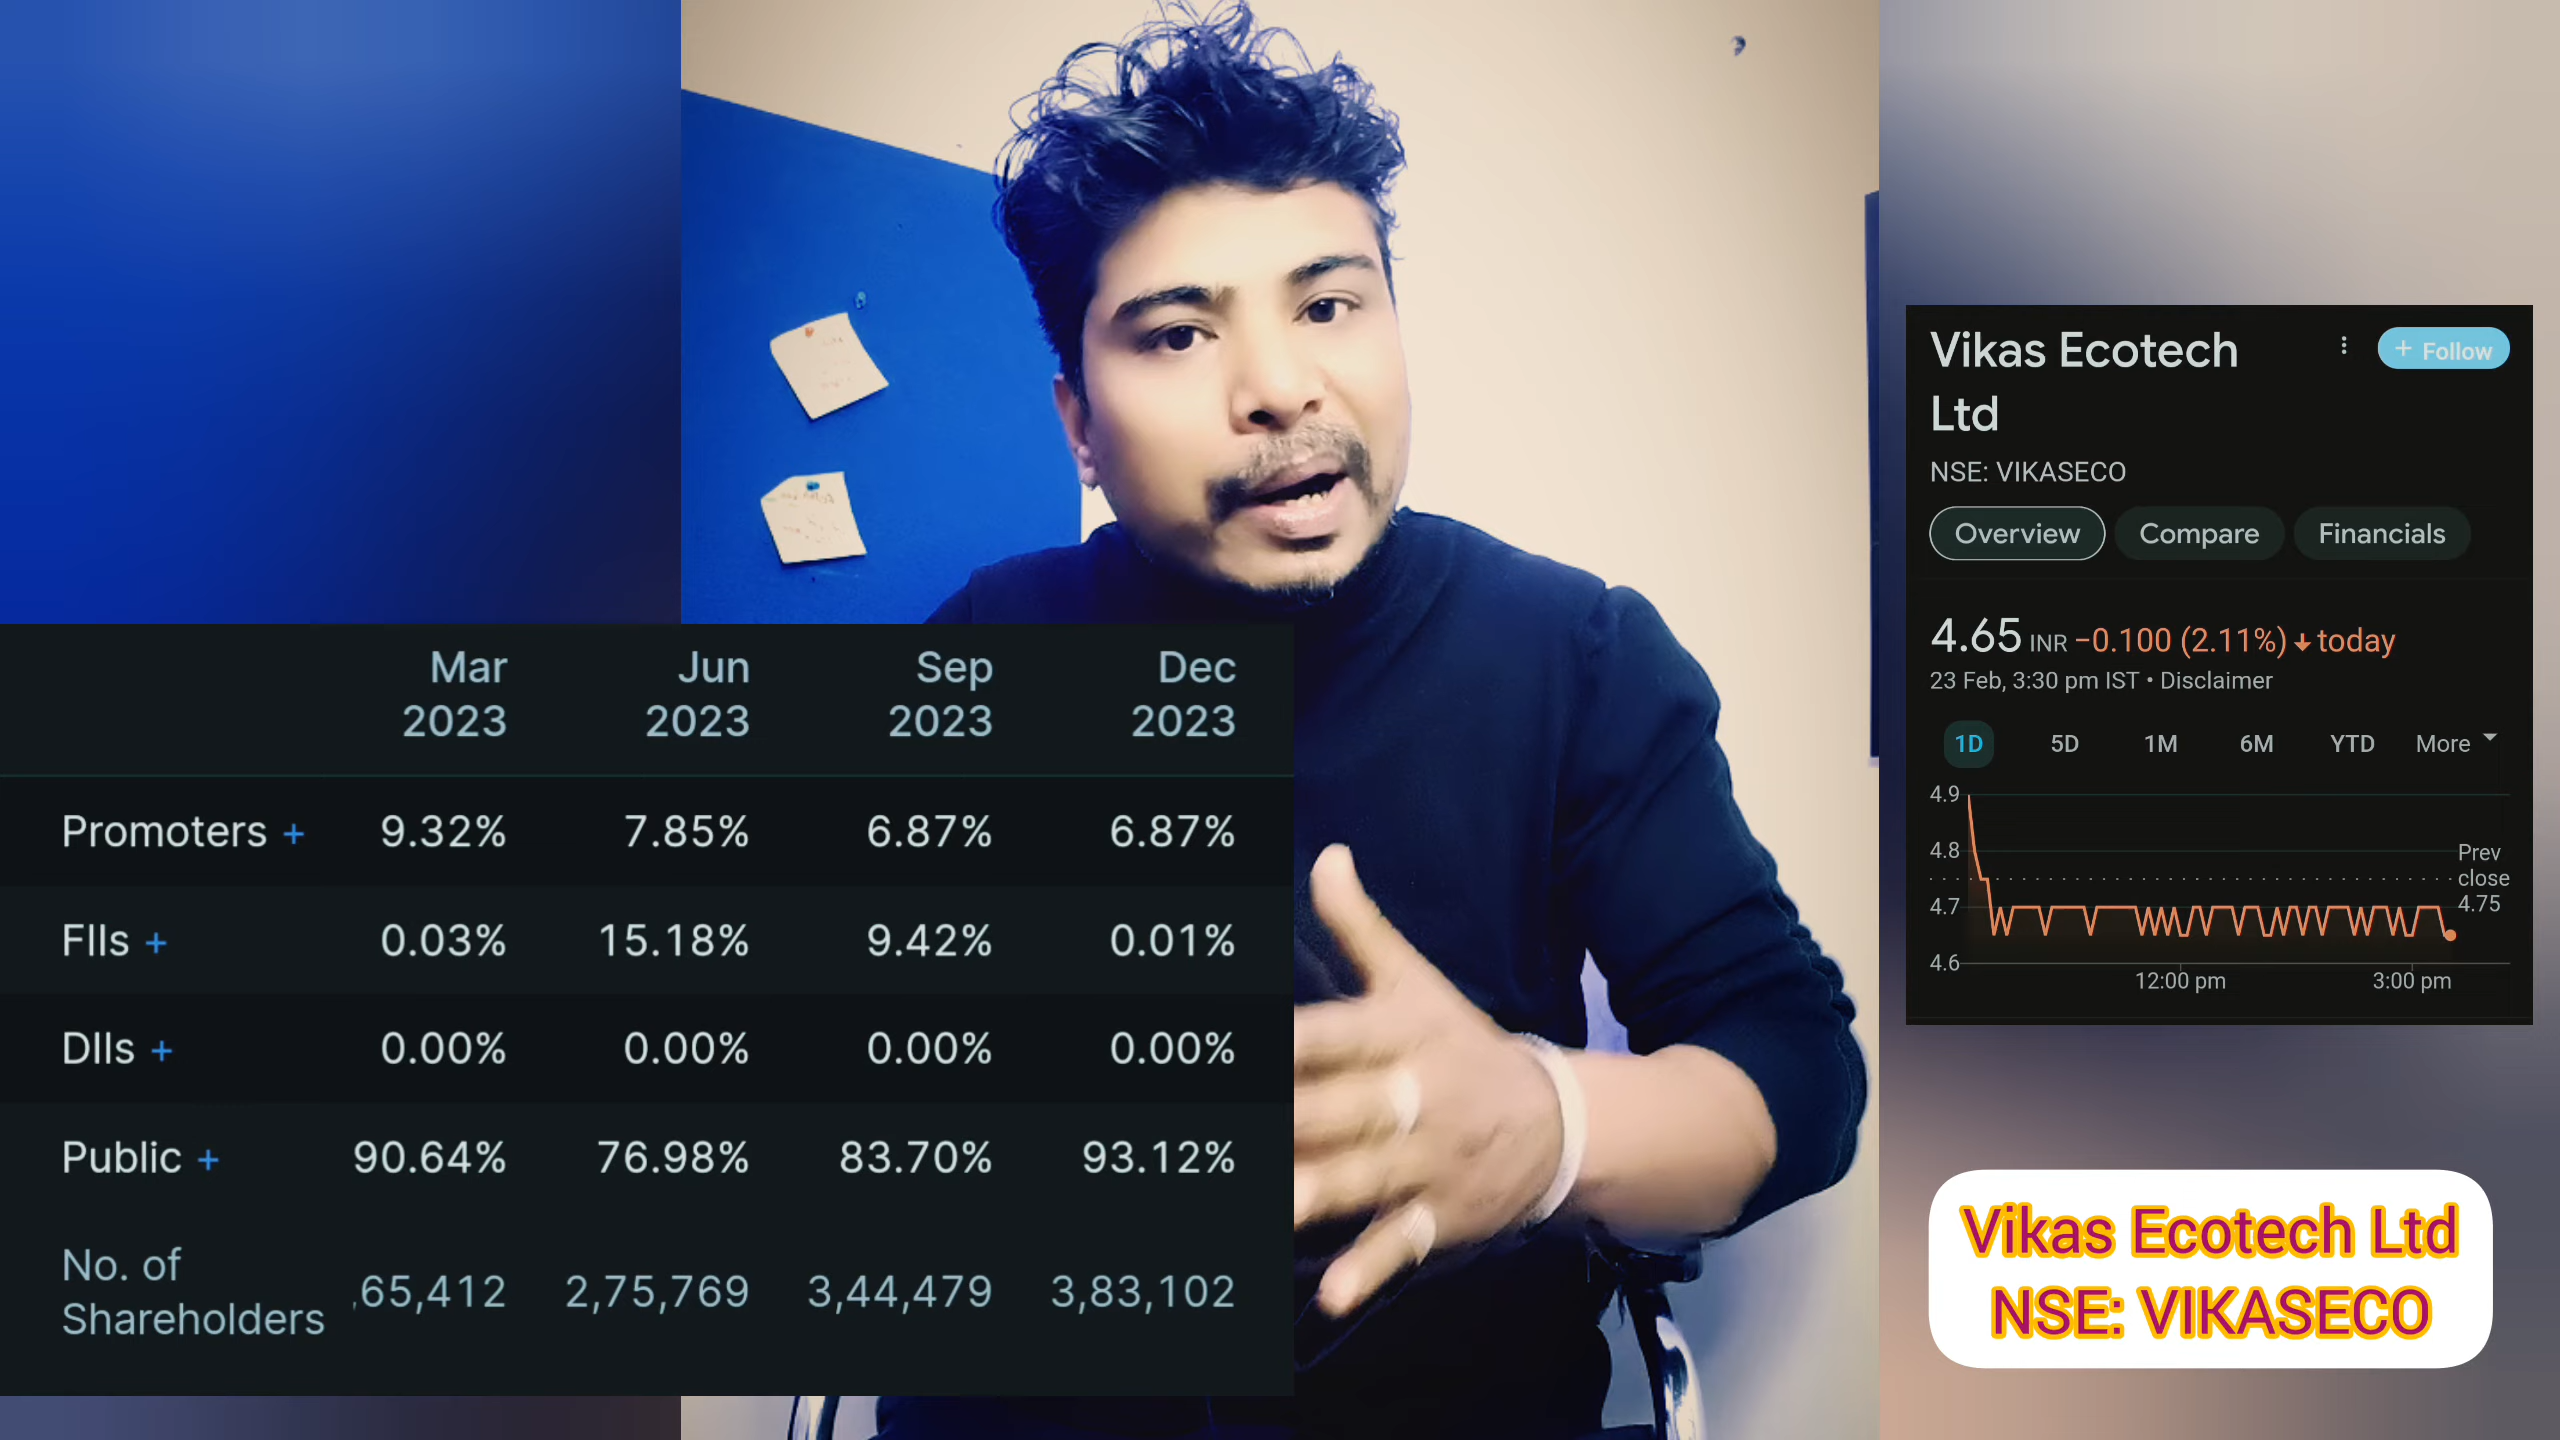 Mar 2023 Jun 2023 Sep 2023 Dec 2023
Promoters + 9.32% 7.85% 6.87% 6.87%
FIIs + 0.03% 15.18% 9.42% 0.01%
DIIs + 0.00% 0.00% 0.00% 0.00%
Public + 90.64% 76.98% 83.70% 93.12%
No. of
Shareholders ,65,412 2,75,769 3,44,479 3,83,102
Vikas Ecotech
Ltd
+ Follow
NSE: VIKASECO
Overview Compare Financials
4.65 INR −0.100 (2.11%) ↓ today
23 Feb, 3:30 pm IST • Disclaimer
1D 5D 1M 6M YTD More
4.9
4.8
4.7
4.6
Prev
close
4.75
12:00 pm 3:00 pm
Vikas Ecotech Ltd
NSE: VIKASECO